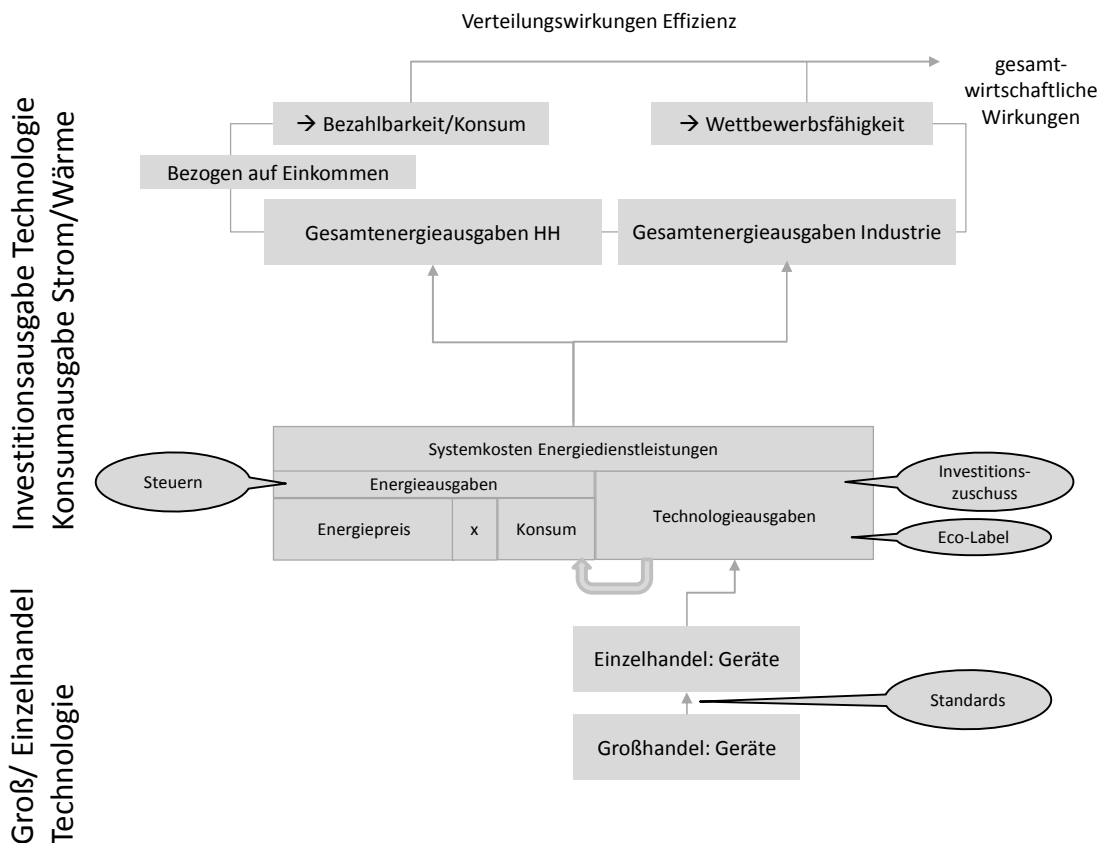 Verteilungswirkungen Effizienz
gesamt-
wirtschaftliche
Wirkungen
→ Bezahlbarkeit/Konsum
→ Wettbewerbsfähigkeit
Bezogen auf Einkommen
Gesamtenergieausgaben HH
Gesamtenergieausgaben Industrie
Investitionsausgabe Technologie
Konsumausgabe Strom/Wärme
Systemkosten Energiedienstleistungen
Steuern
Energieausgaben
Investitions-
zuschuss
Energiepreis
x
Konsum
Technologieausgaben
Eco-Label
Groß/ Einzelhandel
Technologie
Einzelhandel: Geräte
Standards
Großhandel: Geräte